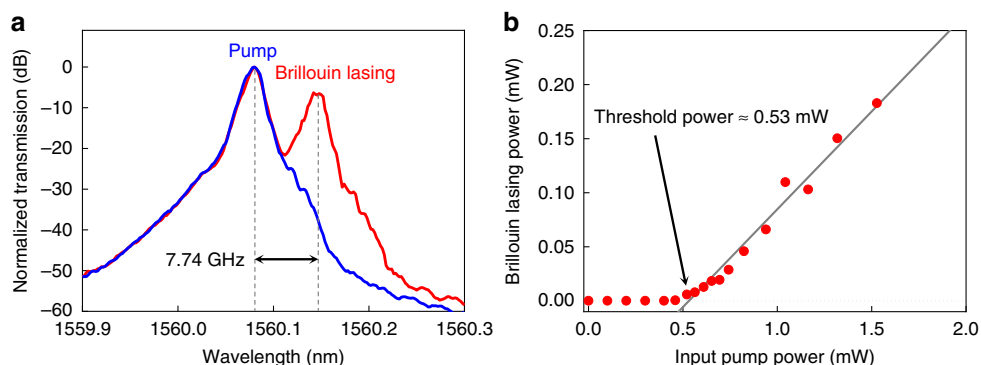 a
Normalized transmission (dB)
0
−10
−20
−30
−40
−50
−60
Pump
Brillouin lasing
7.74 GHz
1559.9
1560.0
1560.1
1560.2
1560.3
Wavelength (nm)
b
Brillouin lasing power (mW)
0.25
0.20
0.15
0.10
0.05
0.00
Threshold power ≈ 0.53 mW
0.0
0.5
1.0
1.5
2.0
Input pump power (mW)